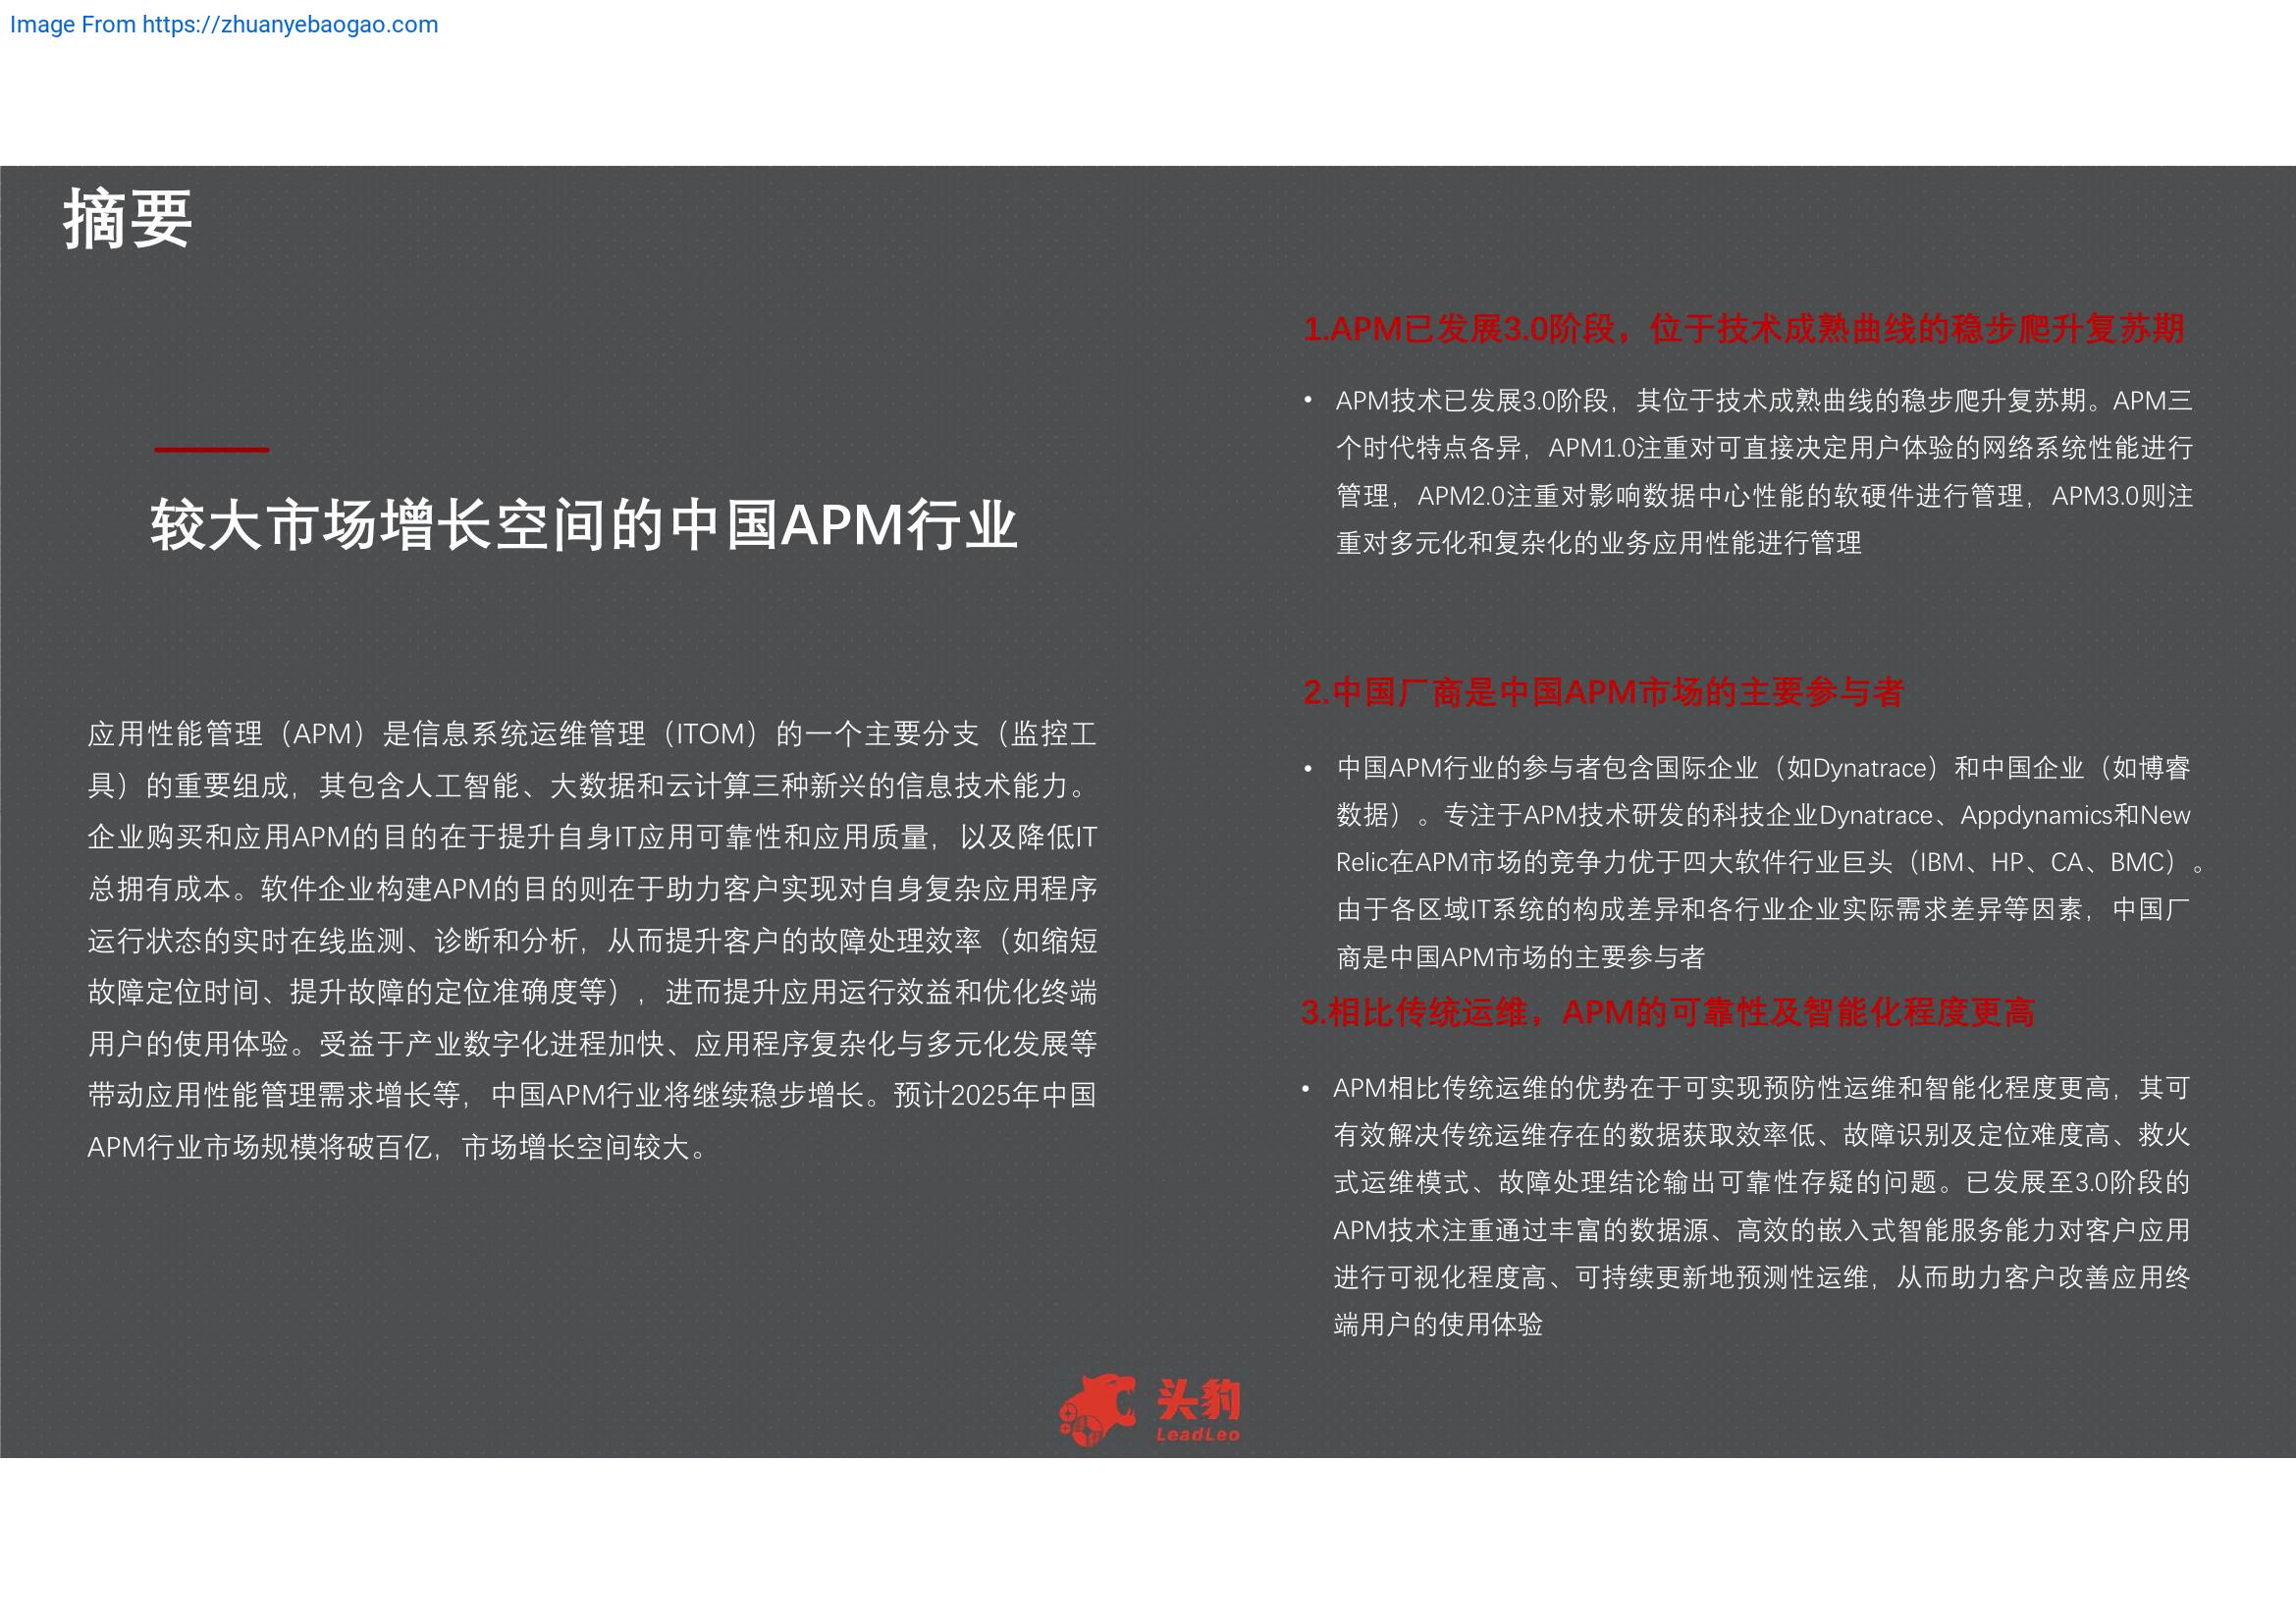 Image From https://zhuanyebaogao.com
摘要
较大市场增长空间的中国APM行业
应用性能管理（APM）是信息系统运维管理（ITOM）的一个主要分支（监控工
具）的重要组成，其包含人工智能、大数据和云计算三种新兴的信息技术能力。
企业购买和应用APM的目的在于提升自身IT应用可靠性和应用质量，以及降低IT
总拥有成本。软件企业构建APM的目的则在于助力客户实现对自身复杂应用程序
运行状态的实时在线监测、诊断和分析，从而提升客户的故障处理效率（如缩短
故障定位时间、提升故障的定位准确度等），进而提升应用运行效益和优化终端
用户的使用体验。受益于产业数字化进程加快、应用程序复杂化与多元化发展等
带动应用性能管理需求增长等，中国APM行业将继续稳步增长。预计2025年中国
APM行业市场规模将破百亿，市场增长空间较大。
1.APM已发展3.0阶段，位于技术成熟曲线的稳步爬升复苏期
• APM技术已发展3.0阶段，其位于技术成熟曲线的稳步爬升复苏期。APM三
个时代特点各异，APM1.0注重对可直接决定用户体验的网络系统性能进行
管理，APM2.0注重对影响数据中心性能的软硬件进行管理，APM3.0则注
重对多元化和复杂化的业务应用性能进行管理
2.中国厂商是中国APM市场的主要参与者
• 中国APM行业的参与者包含国际企业（如Dynatrace）和中国企业（如博睿
数据）。专注于APM技术研发的科技企业Dynatrace、Appdynamics和New
Relic在APM市场的竞争力优于四大软件行业巨头（IBM、HP、CA、BMC）。
由于各区域IT系统的构成差异和各行业企业实际需求差异等因素，中国厂
商是中国APM市场的主要参与者
3.相比传统运维，APM的可靠性及智能化程度更高
• APM相比传统运维的优势在于可实现预防性运维和智能化程度更高，其可
有效解决传统运维存在的数据获取效率低、故障识别及定位难度高、救火
式运维模式、故障处理结论输出可靠性存疑的问题。已发展至3.0阶段的
APM技术注重通过丰富的数据源、高效的嵌入式智能服务能力对客户应用
进行可视化程度高、可持续更新地预测性运维，从而助力客户改善应用终
端用户的使用体验
头豹
LeadLeo